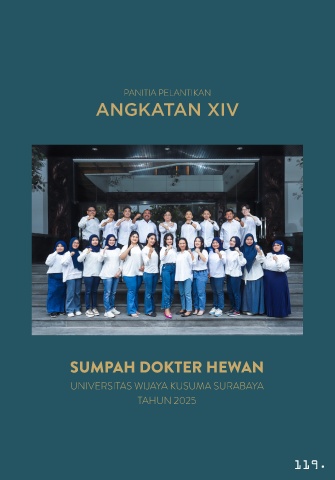 PANITIA PELANTIKAN
ANGKATAN XIV
SUMPAH DOKTER HEWAN
UNIVERSITAS WIJAYA KUSUMA SURABAYA
TAHUN 2025
119.